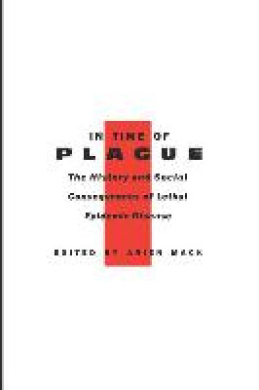 IN TIME OF
PLAGUE
The History and Social
Consequences of Lethal
Epidemic Disease
EDITED BY ARIEN MACK